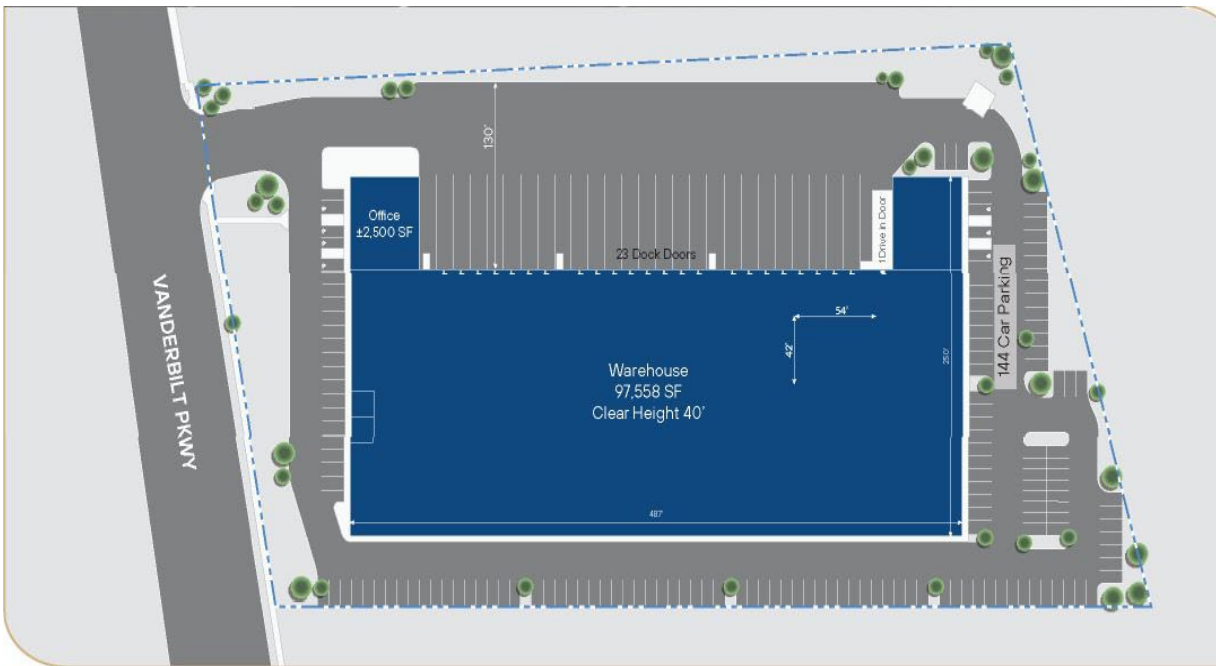 130'
Office
±2,500 SF
23 Dock Doors
1 Drive in Door
VANDERBILT PKWY
54'
42'
250'
144 Car Parking
Warehouse
97,558 SF
Clear Height 40'
487'